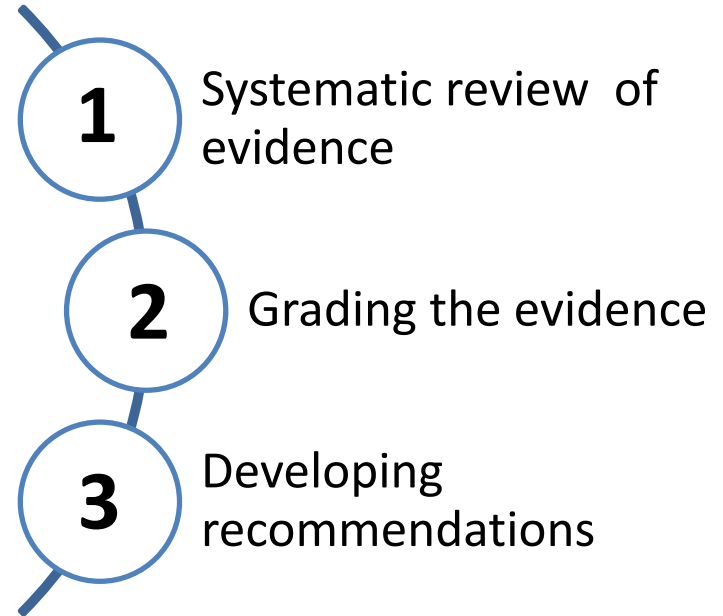 1
Systematic review  of
evidence
2
Grading the evidence
3
Developing
recommendations